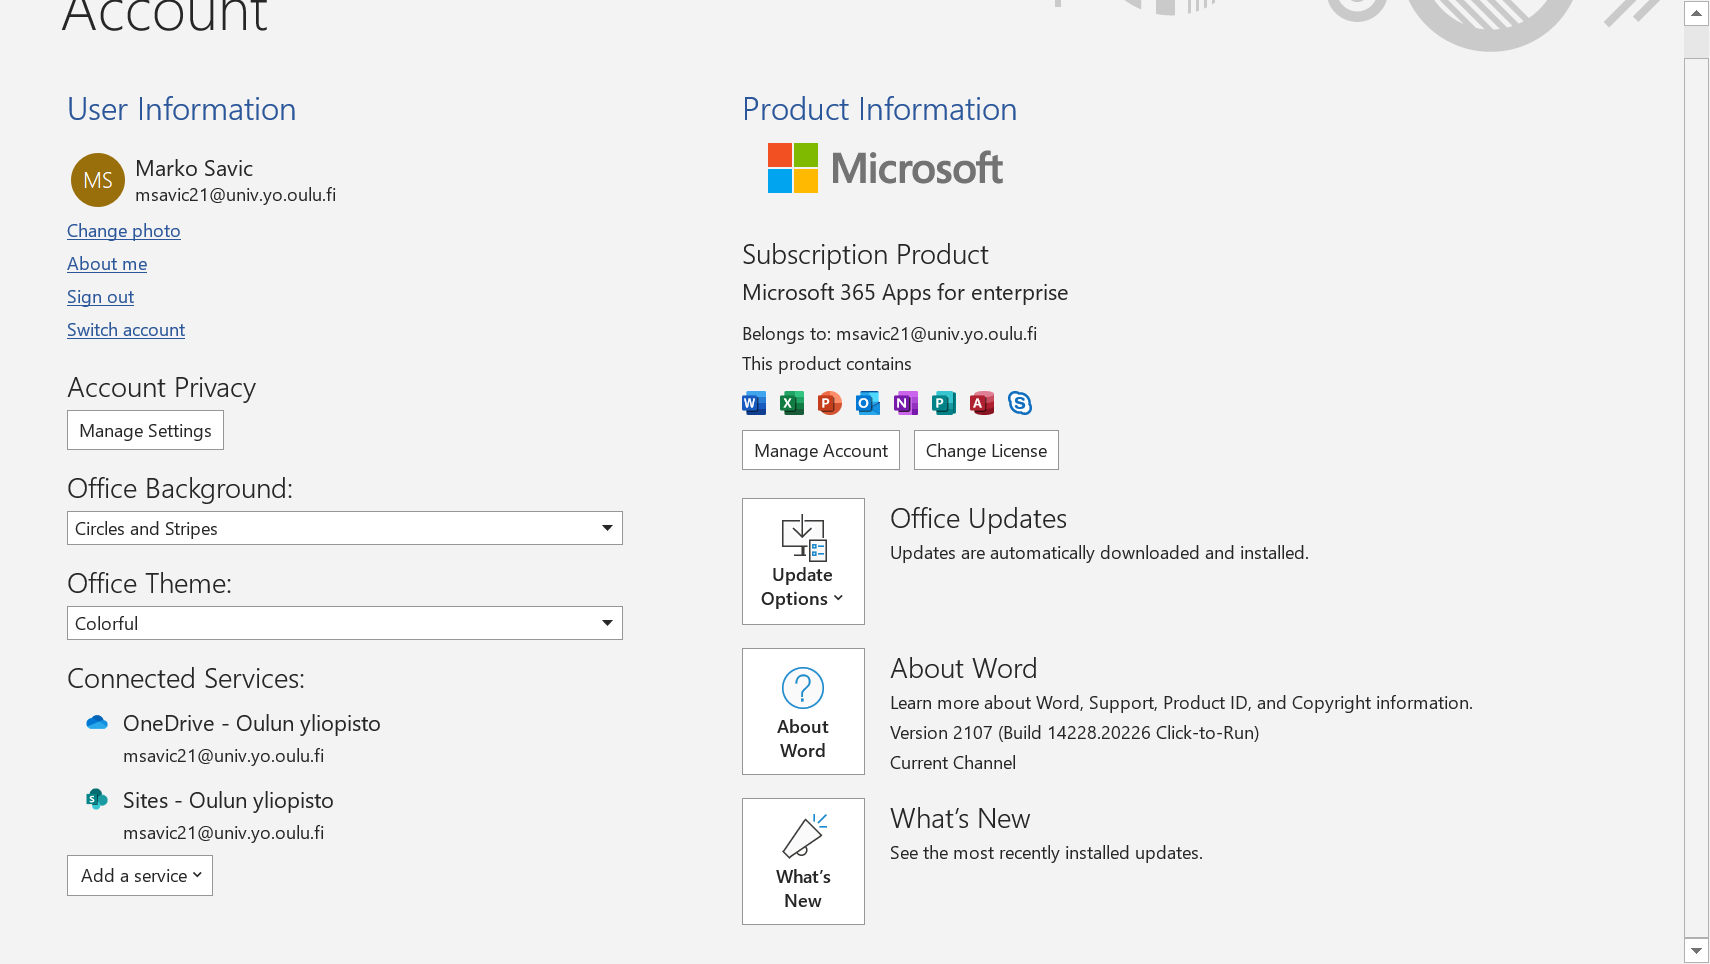 Account
User Information
MS
Marko Savic
msavic21@univ.yo.oulu.fi
Change photo
About me
Sign out
Switch account
Account Privacy
Manage Settings
Office Background:
Circles and Stripes
Office Theme:
Colorful
Connected Services:
OneDrive - Oulun yliopisto
msavic21@univ.yo.oulu.fi
S
Sites - Oulun yliopisto
msavic21@univ.yo.oulu.fi
Add a service
Product Information
Microsoft
Subscription Product
Microsoft 365 Apps for enterprise
Belongs to: msavic21@univ.yo.oulu.fi
This product contains
W X P O N P A S
Manage Account Change License
Update
Options
Office Updates
Updates are automatically downloaded and installed.
About
Word
About Word
Learn more about Word, Support, Product ID, and Copyright information.
Version 2107 (Build 14228.20226 Click-to-Run)
Current Channel
What's
New
What's New
See the most recently installed updates.